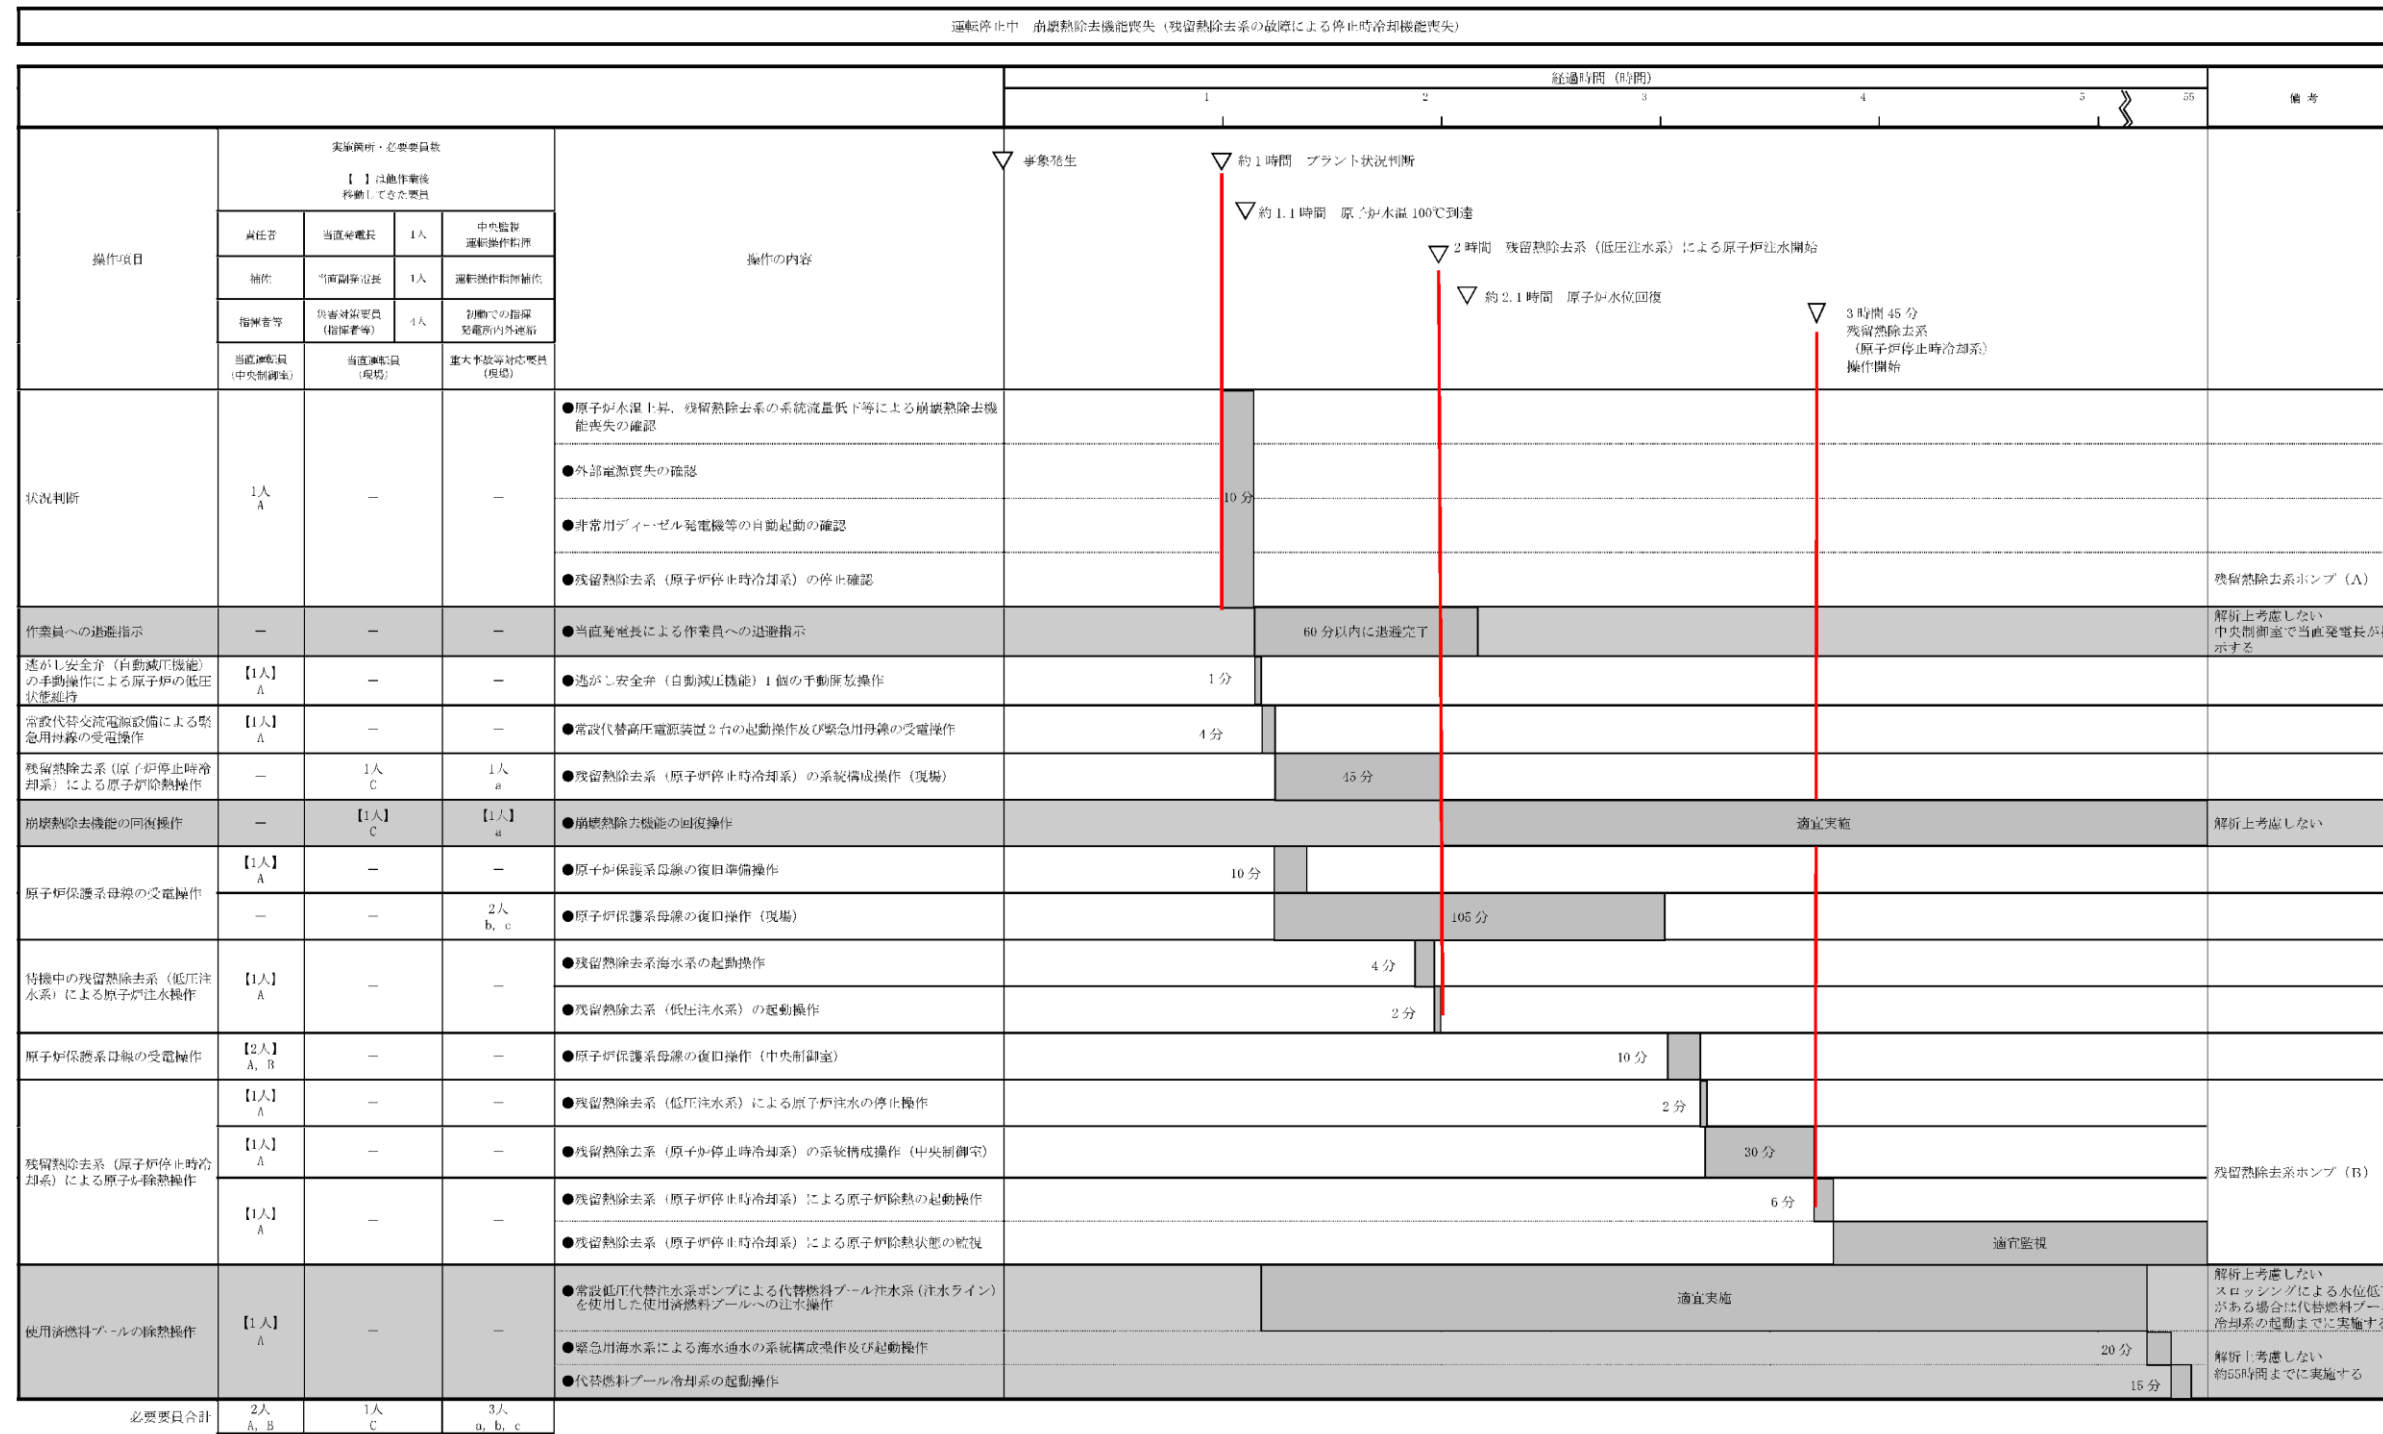 運転停止中　崩壊熱除去機能喪失（残留熱除去系の故障による停止時冷却機能喪失）
経過時間（時間）
1
2
3
4
5
55
備 考
操作項目
実施箇所・必要要員数
【　】は他作業後
移動してきた要員
責任者
当直発電長
1人
中央監視
運転操作指揮
補佐
当直副発電長
1人
運転操作指揮補佐
指揮者等
災害対策要員
（指揮者等）
4人
初動での指揮
発電所内外連絡
当直運転員
（中央制御室）
当直運転員
（現場）
重大事故等対応要員
（現場）
操作の内容
事象発生
約1時間　プラント状況判断
約1.1時間　原子炉水温100℃到達
2時間　残留熱除去系（低圧注水系）による原子炉注水開始
約2.1時間　原子炉水位回復
3時間45分
残留熱除去系
（原子炉停止時冷却系）
操作開始
状況判断
1人
A
－
－
●原子炉水温上昇，残留熱除去系の系統流量低下等による崩壊熱除去機
能喪失の確認
●外部電源喪失の確認
10分
●非常用ディーゼル発電機等の自動起動の確認
●残留熱除去系（原子炉停止時冷却系）の停止確認
残留熱除去系ポンプ（A）
作業員への退避指示
－
－
－
●当直発電長による作業員への退避指示
60分以内に退避完了
解析上考慮しない
中央制御室で当直発電長が
示する
逃がし安全弁（自動減圧機能）
の手動操作による原子炉の低圧
状態維持
【1人】
A
－
－
●逃がし安全弁（自動減圧機能）1個の手動開放操作
1分
常設代替交流電源設備による緊
急用母線の受電操作
【1人】
A
－
－
●常設代替高圧電源装置2台の起動操作及び緊急用母線の受電操作
4分
残留熱除去系（原子炉停止時冷
却系）による原子炉除熱操作
－
1人
C
1人
a
●残留熱除去系（原子炉停止時冷却系）の系統構成操作（現場）
45分
崩壊熱除去機能の回復操作
－
【1人】
C
【1人】
a
●崩壊熱除去機能の回復操作
適宜実施
解析上考慮しない
原子炉保護系母線の受電操作
【1人】
A
－
－
●原子炉保護系母線の復旧準備操作
10分
－
－
2人
b, c
●原子炉保護系母線の復旧操作（現場）
105分
待機中の残留熱除去系（低圧注
水系）による原子炉注水操作
【1人】
A
－
－
●残留熱除去系海水系の起動操作
4分
●残留熱除去系（低圧注水系）の起動操作
2分
原子炉保護系母線の受電操作
【2人】
A, B
－
－
●原子炉保護系母線の復旧操作（中央制御室）
10分
残留熱除去系（原子炉停止時冷
却系）による原子炉除熱操作
【1人】
A
－
－
●残留熱除去系（低圧注水系）による原子炉注水の停止操作
2分
【1人】
A
－
－
●残留熱除去系（原子炉停止時冷却系）の系統構成操作（中央制御室）
30分
残留熱除去系ポンプ（B）
【1人】
A
－
－
●残留熱除去系（原子炉停止時冷却系）による原子炉除熱の起動操作
6分
●残留熱除去系（原子炉停止時冷却系）による原子炉除熱状態の監視
適宜監視
使用済燃料プールの除熱操作
【1人】
A
－
－
●常設低圧代替注水系ポンプによる代替燃料プール注水系（注水ライン）
を使用した使用済燃料プールへの注水操作
適宜実施
解析上考慮しない
スロッシングによる水位低
がある場合は代替燃料プー
冷却系の起動までに実施す
●緊急用海水系による海水通水の系統構成操作及び起動操作
20分
●代替燃料プール冷却系の起動操作
15分
解析上考慮しない
約55時間までに実施する
必要要員合計
2人
A, B
1人
C
3人
a, b, c